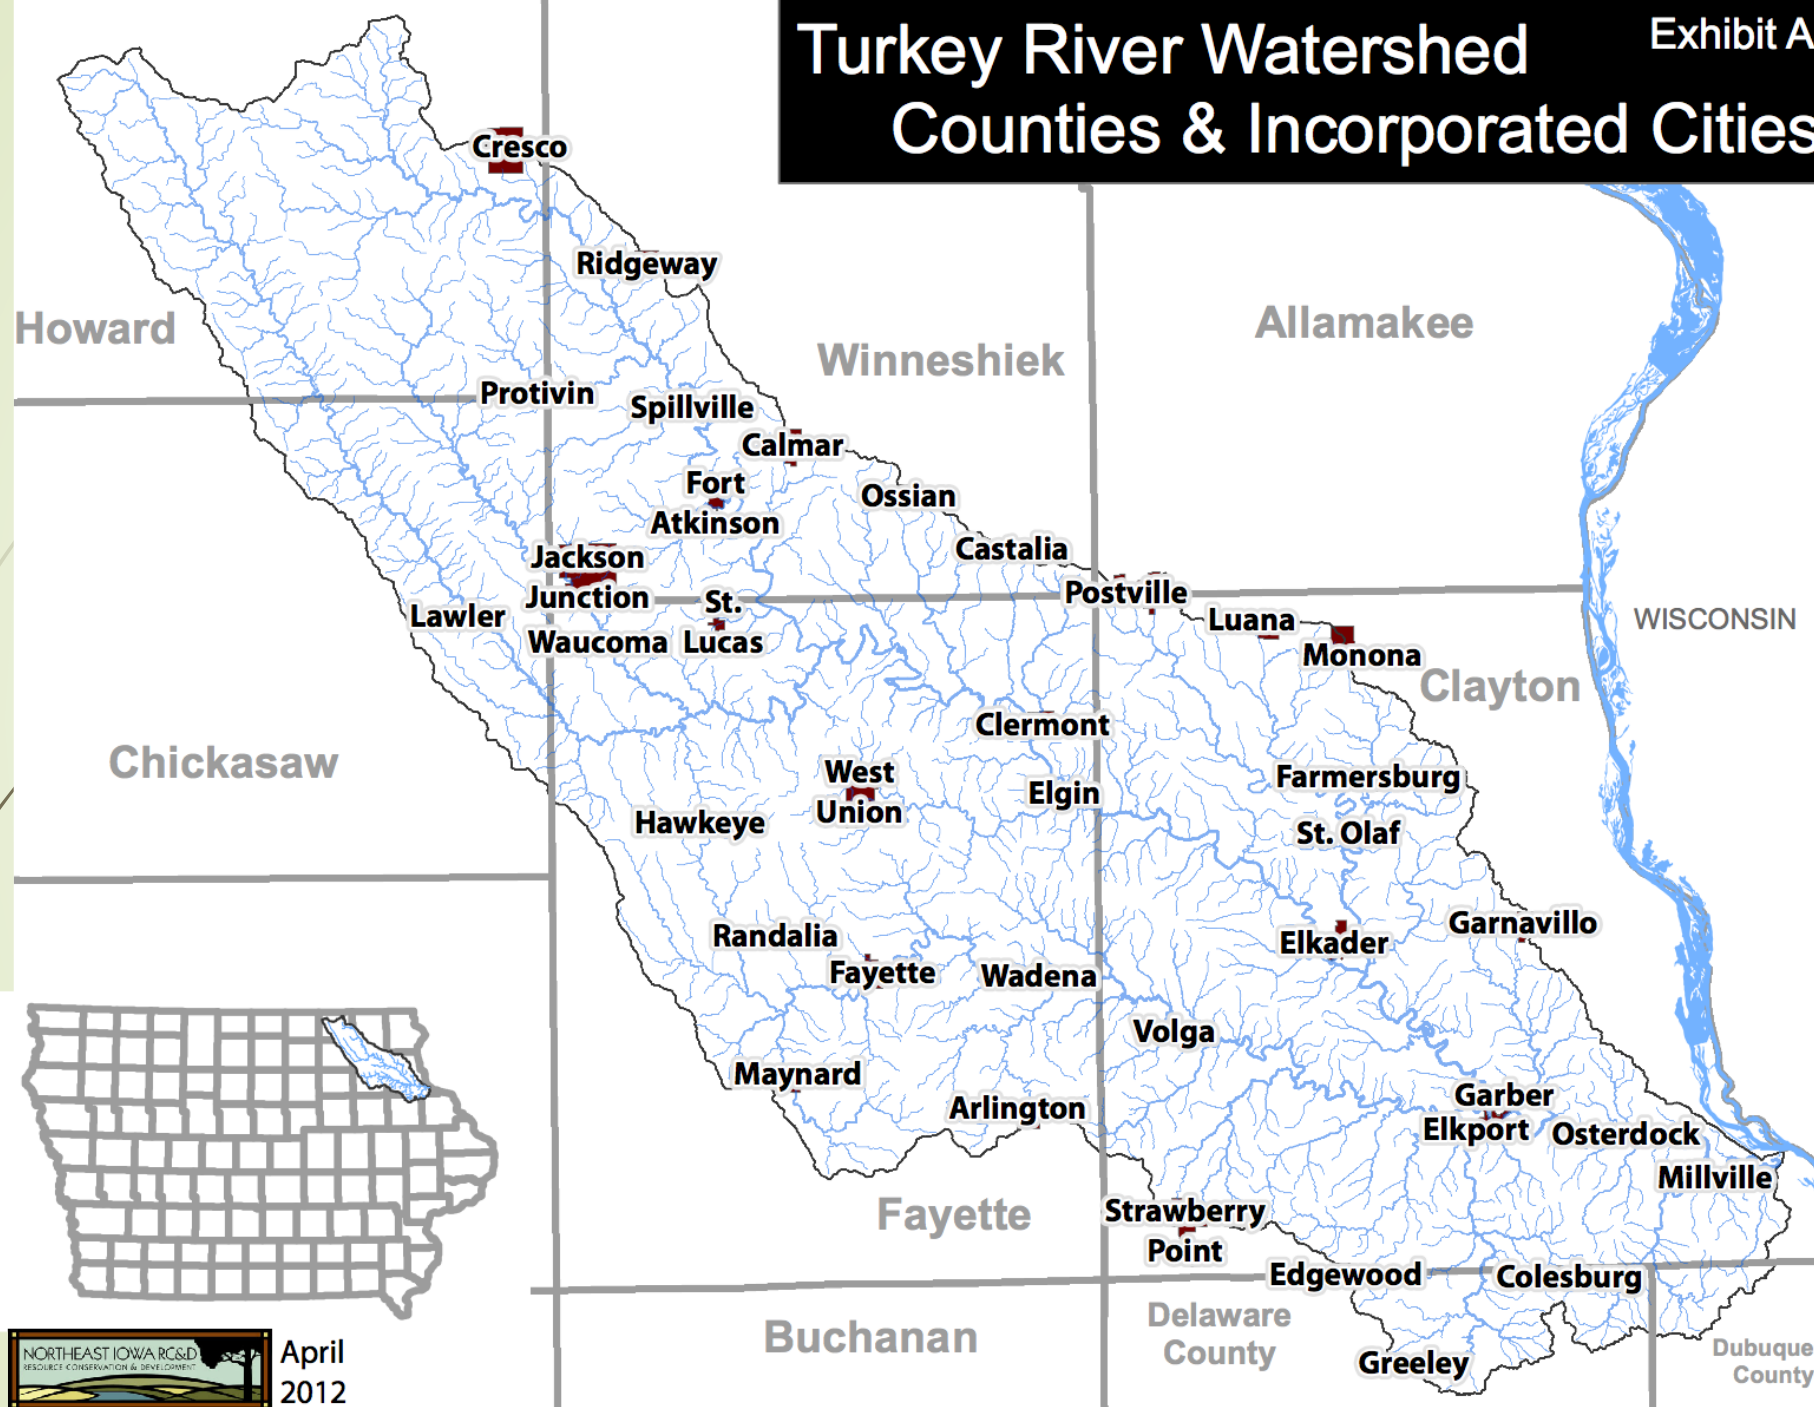 Turkey River Watershed
Exhibit A
Counties & Incorporated Cities
Cresco
Ridgeway
Howard
Allamakee
Winneshiek
Protivin
Spillville
Calmar
Fort
Atkinson
Ossian
Castalia
Jackson
Junction
Postville
St.
Lucas
Lawler
Waucoma
Luana
WISCONSIN
Monona
Clayton
Clermont
Chickasaw
West
Union
Elgin
Farmersburg
Hawkeye
St. Olaf
Randalia
Garnavillo
Elkader
Fayette
Wadena
Volga
Maynard
Arlington
Garber
Elkport
Osterdock
Millville
Fayette
Strawberry
Point
Edgewood
Colesburg
Buchanan
Delaware
County
Greeley
Dubuque
County
NORTHEAST IOWA RC&D
RESOURCE CONSERVATION & DEVELOPMENT
April
2012